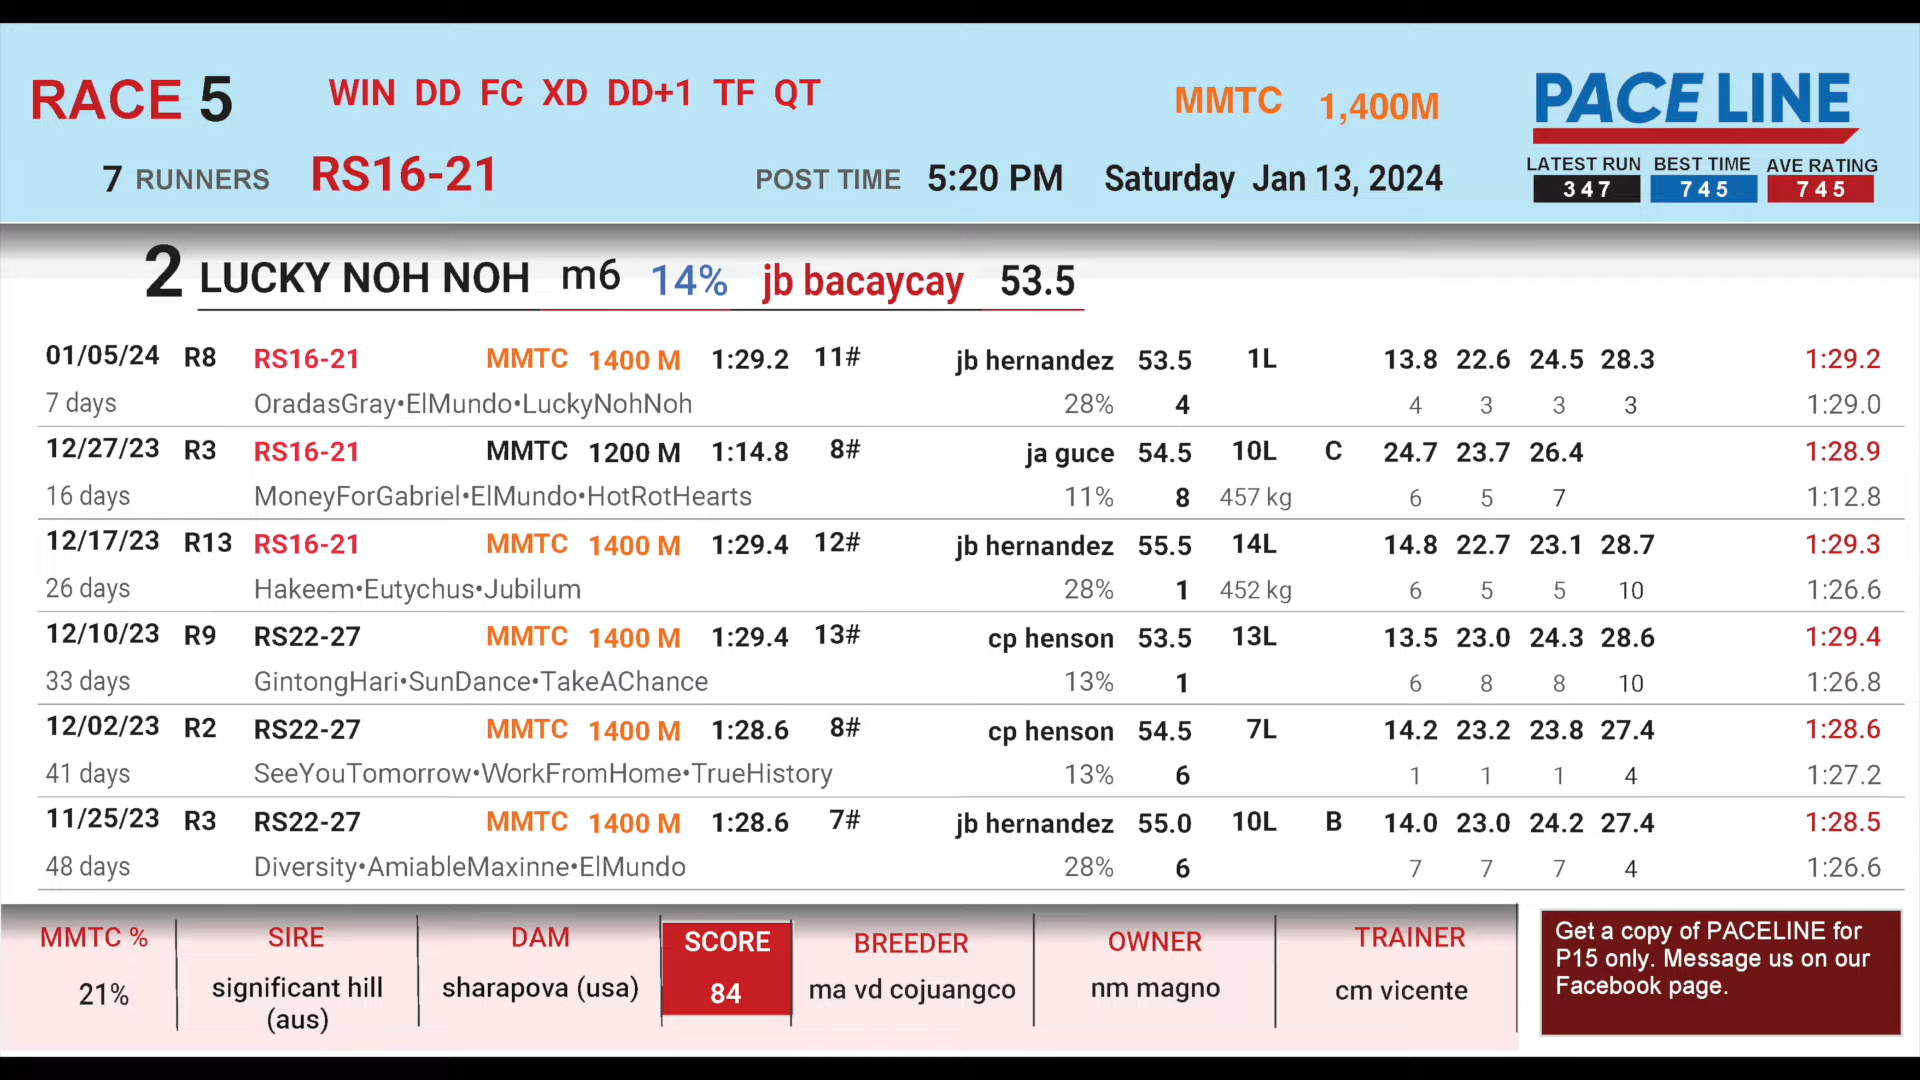 RACE 5 WIN DD FC XD DD+1 TF QT MMTC 1,400M PACE LINE
7 RUNNERS RS16-21 POST TIME 5:20 PM Saturday Jan 13, 2024
LATEST RUN BEST TIME AVE RATING
347 745 745
2 LUCKY NOH NOH m6 14% jb bacaycay 53.5
01/05/24 R8 RS16-21 MMTC 1400 M 1:29.2 11# jb hernandez 53.5 1L 13.8 22.6 24.5 28.3 1:29.2
7 days OradasGray•ElMundo•LuckyNohNoh 28% 4 4 3 3 3 1:29.0
12/27/23 R3 RS16-21 MMTC 1200 M 1:14.8 8# ja guce 54.5 10L C 24.7 23.7 26.4 1:28.9
16 days MoneyForGabriel•ElMundo•HotRotHearts 11% 8 457 kg 6 5 7 1:12.8
12/17/23 R13 RS16-21 MMTC 1400 M 1:29.4 12# jb hernandez 55.5 14L 14.8 22.7 23.1 28.7 1:29.3
26 days Hakeem•Eutychus•Jubilum 28% 1 452 kg 6 5 5 10 1:26.6
12/10/23 R9 RS22-27 MMTC 1400 M 1:29.4 13# cp henson 53.5 13L 13.5 23.0 24.3 28.6 1:29.4
33 days GintongHari•SunDance•TakeAChance 13% 1 6 8 8 10 1:26.8
12/02/23 R2 RS22-27 MMTC 1400 M 1:28.6 8# cp henson 54.5 7L 14.2 23.2 23.8 27.4 1:28.6
41 days SeeYouTomorrow•WorkFromHome•TrueHistory 13% 6 1 1 1 4 1:27.2
11/25/23 R3 RS22-27 MMTC 1400 M 1:28.6 7# jb hernandez 55.0 10L B 14.0 23.0 24.2 27.4 1:28.5
48 days Diversity•AmiableMaxinne•ElMundo 28% 6 7 7 7 4 1:26.6
MMTC % SIRE DAM SCORE BREEDER OWNER TRAINER
21% significant hill (aus) sharapova (usa) 84 ma vd cojuangco nm magno cm vicente
Get a copy of PACELINE for
P15 only. Message us on our
Facebook page.